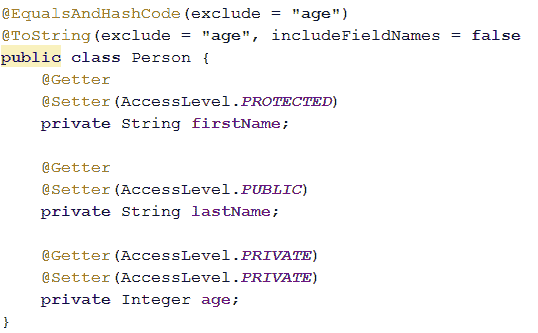 @EqualsAndHashCode(exclude = "age")
@ToString(exclude = "age", includeFieldNames = false
public class Person {
    @Getter
    @Setter(AccessLevel.PROTECTED)
    private String firstName;

    @Getter
    @Setter(AccessLevel.PUBLIC)
    private String lastName;

    @Getter(AccessLevel.PRIVATE)
    @Setter(AccessLevel.PRIVATE)
    private Integer age;
}